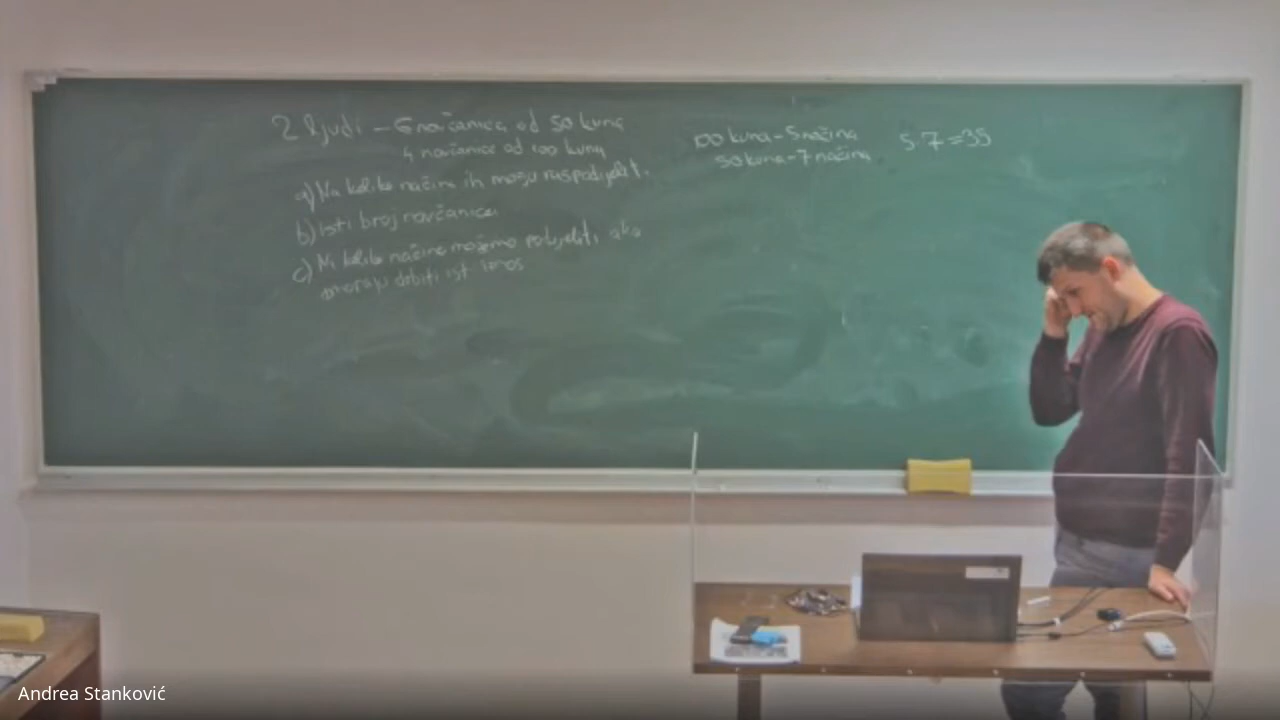 2 ljudi – 6 novčanica od 50 kuna
4 novčanice od 100 kuna
a) Na koliko načina ih mogu raspodijeliti.
b) Isti broj novčanica
c) Na koliko načina možemo podijeliti, ako
moraju dobiti ist iznos
100 kuna – 5 načina
50 kuna – 7 načina
5·7=35
Andrea Stanković